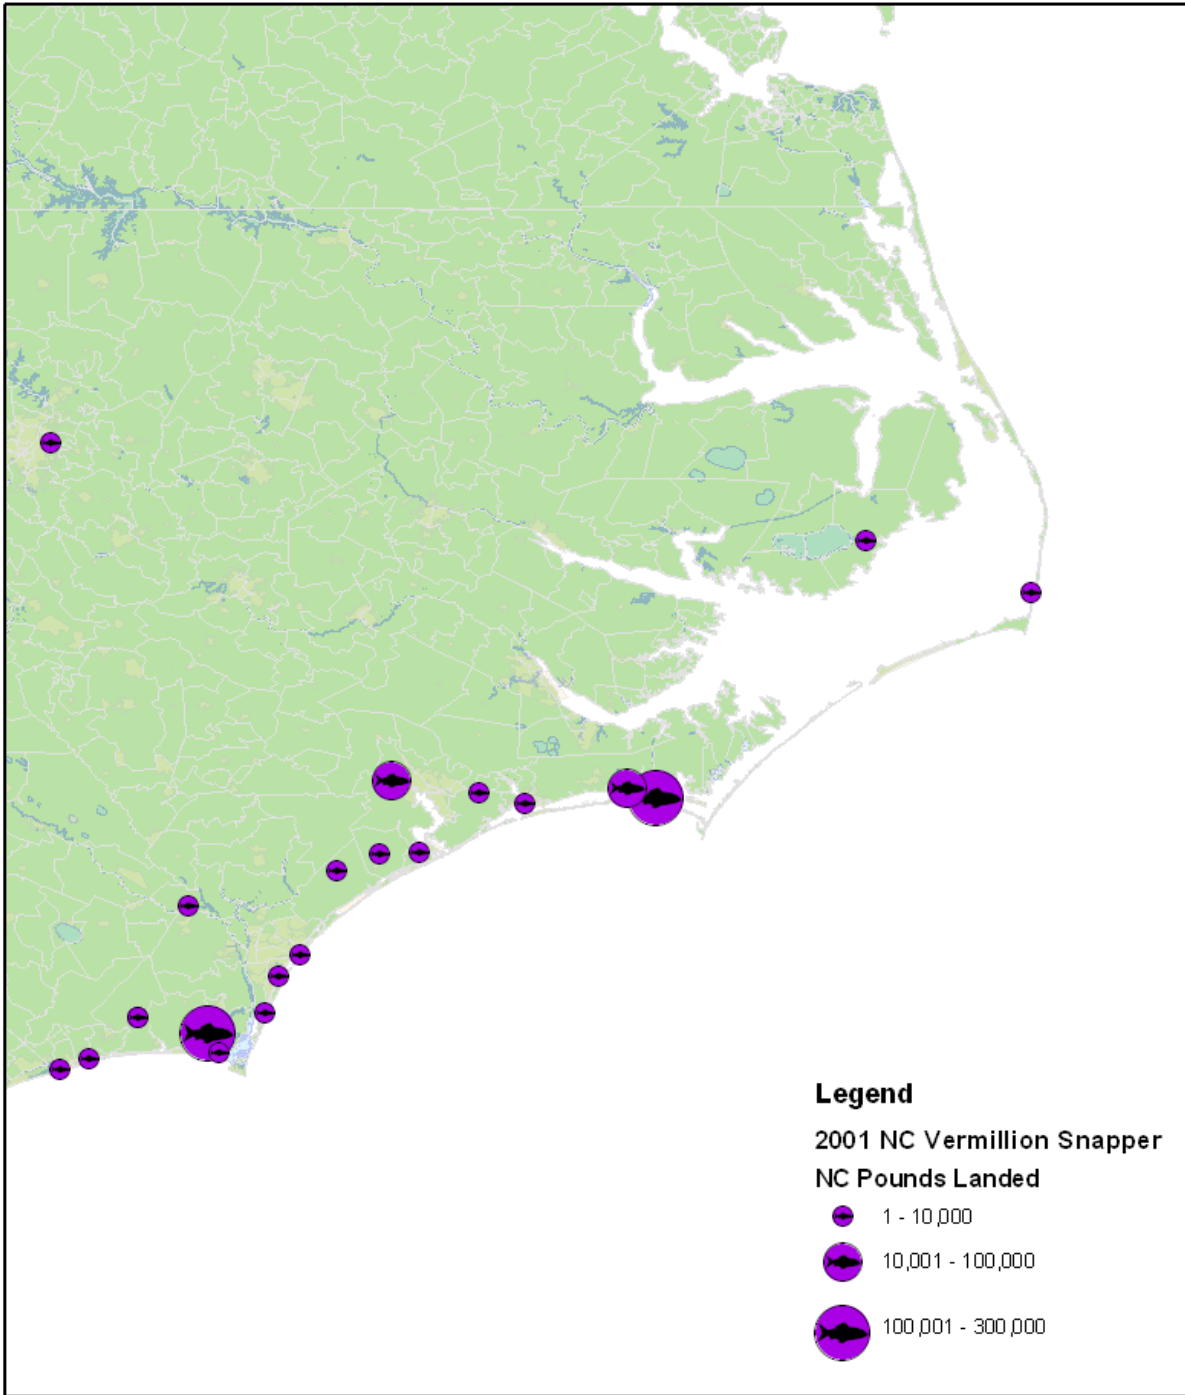 Legend
2001 NC Vermillion Snapper
NC Pounds Landed
1 - 10,000
10,001 - 100,000
100,001 - 300,000